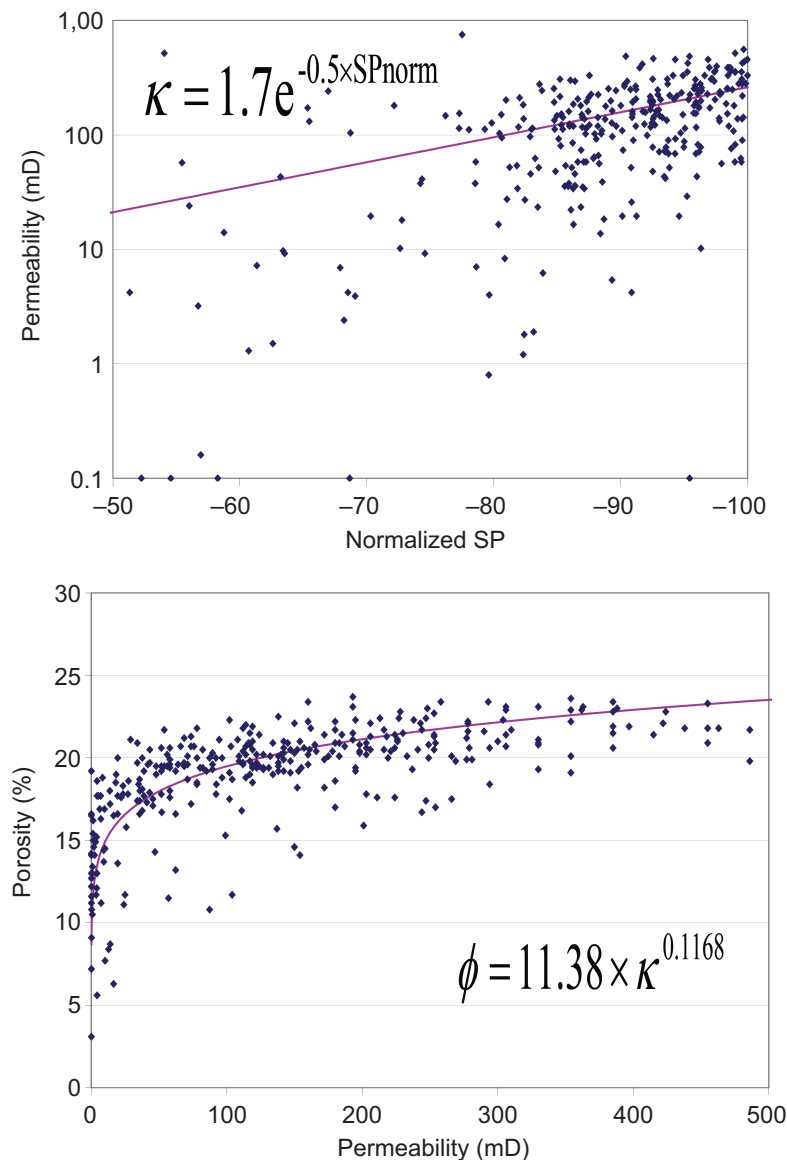 1,00
κ = 1.7e^-0.5×SPnorm
100
10
1
0.1
Permeability (mD)
–50 –60 –70 –80 –90 –100
Normalized SP
30
25
20
15
10
5
0
Porosity (%)
ϕ = 11.38 × κ^0.1168
0 100 200 300 400 500
Permeability (mD)